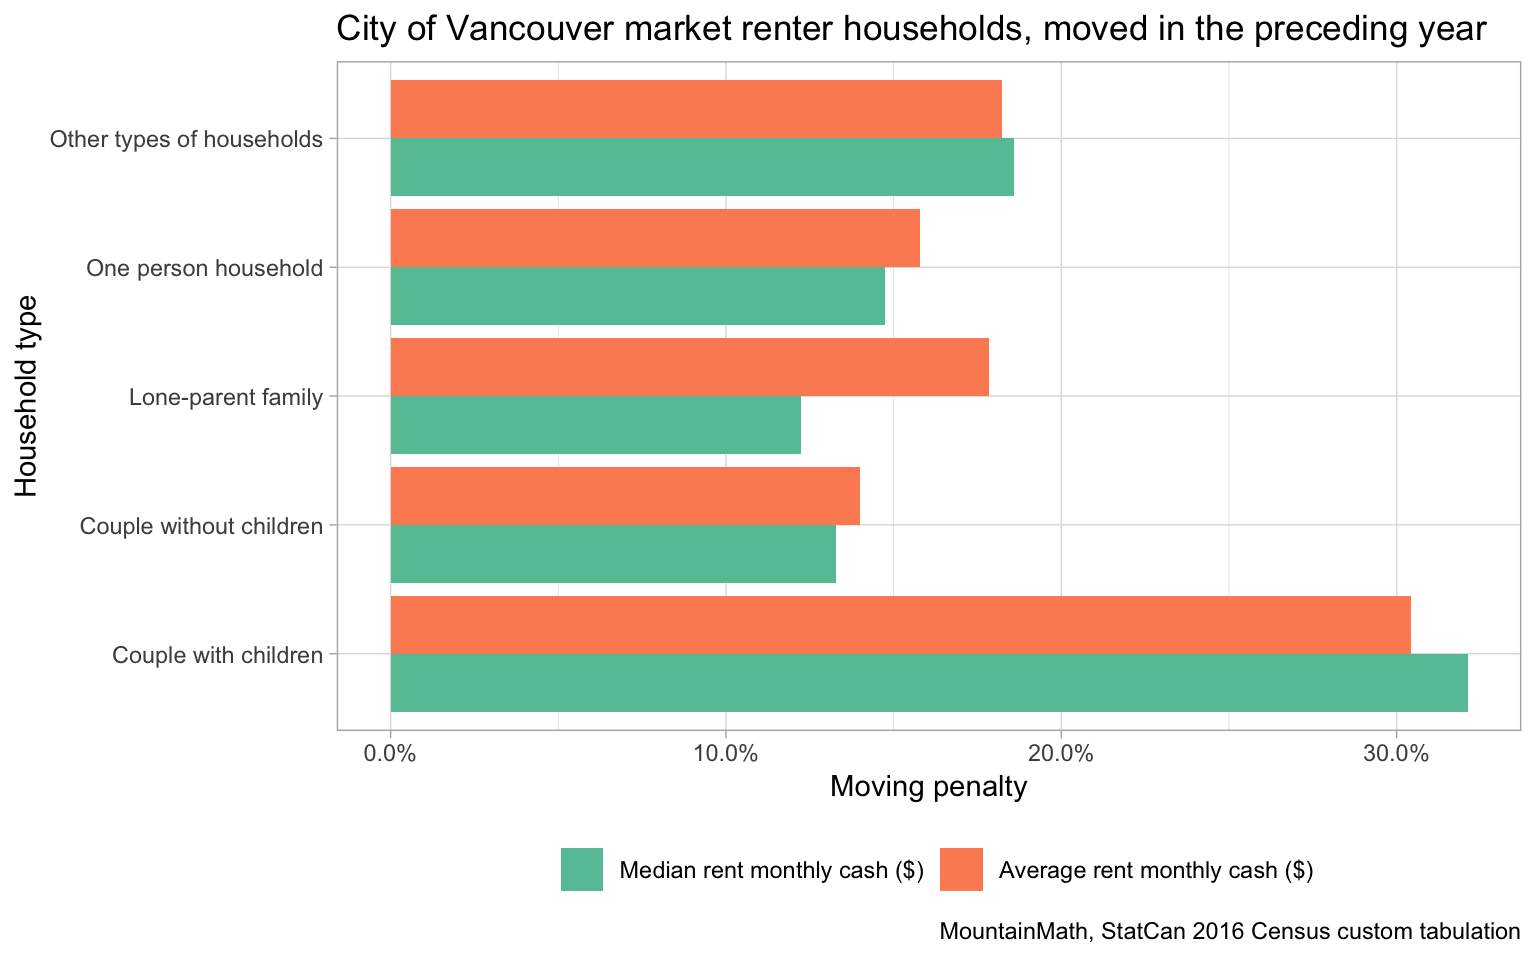 City of Vancouver market renter households, moved in the preceding year
Household type
Other types of households
One person household
Lone-parent family
Couple without children
Couple with children
0.0% 10.0% 20.0% 30.0%
Moving penalty
Median rent monthly cash ($) Average rent monthly cash ($)
MountainMath, StatCan 2016 Census custom tabulation